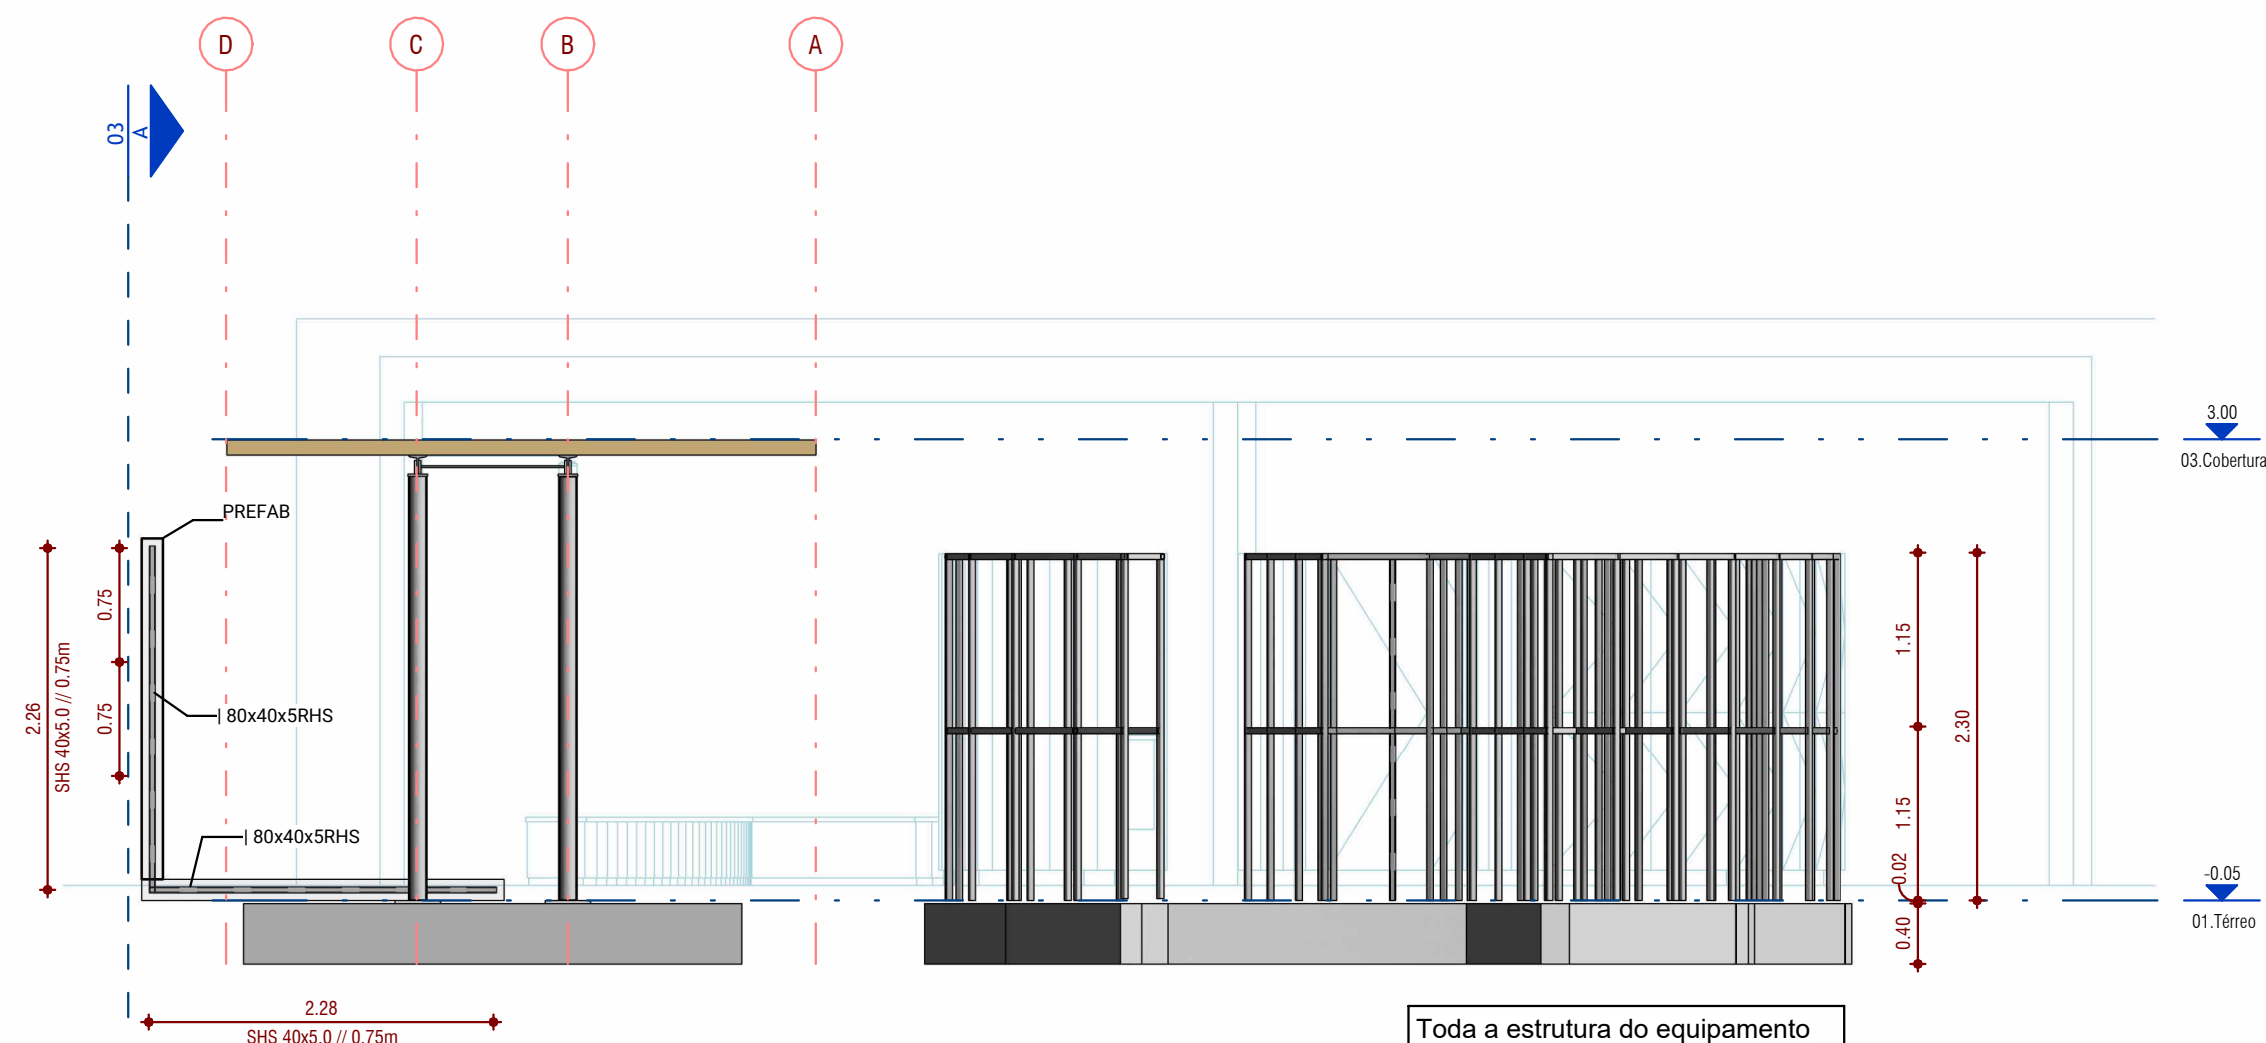 D
C
B
A
03
A
3.00
03.Cobertura
PREFAB
0.75
0.75
2.26
SHS 40x5.0 // 0.75m
| 80x40x5RHS
| 80x40x5RHS
1.15
2.30
1.15
0.02
0.40
-0.05
01.Térreo
2.28
SHS 40x5.0 // 0.75m
Toda a estrutura do equipamento